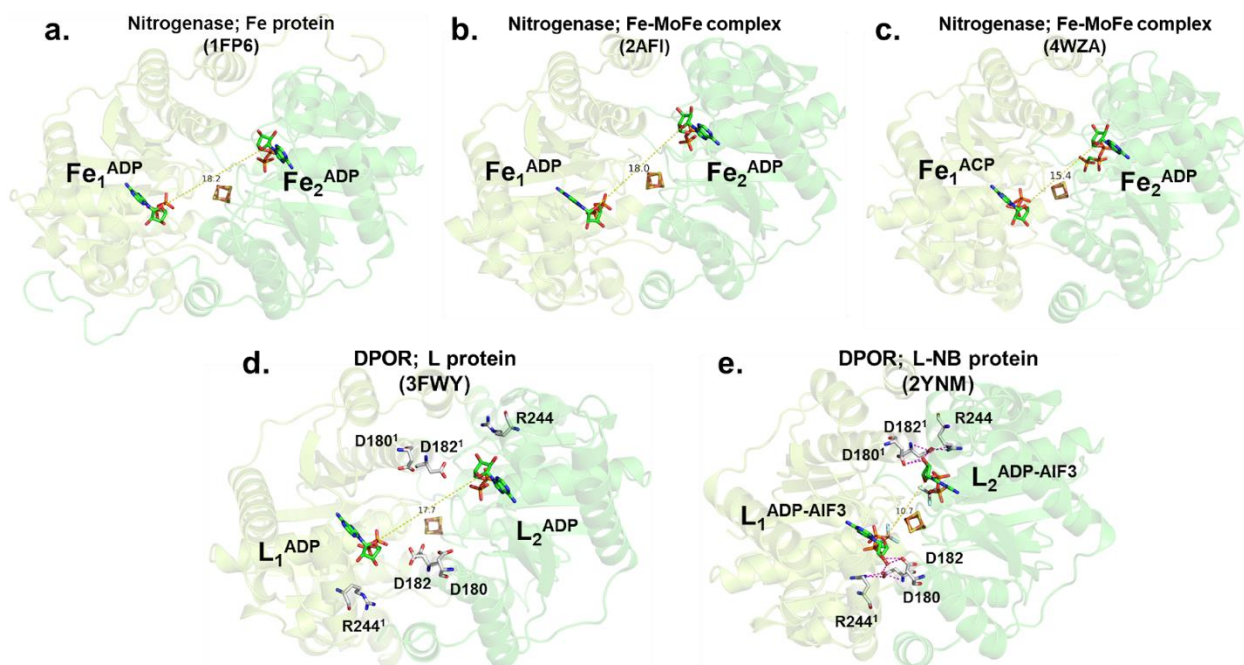 a.
Nitrogenase; Fe protein
(1FP6)
Fe₁ᴬᴰᴾ
18.2
Fe₂ᴬᴰᴾ
b.
Nitrogenase; Fe-MoFe complex
(2AFI)
Fe₁ᴬᴰᴾ
18.0
Fe₂ᴬᴰᴾ
c.
Nitrogenase; Fe-MoFe complex
(4WZA)
Fe₁ᴬᶜᴾ
15.4
Fe₂ᴬᴰᴾ
d.
DPOR; L protein
(3FWY)
R244
D180¹
D182¹
17.7
L₁ᴬᴰᴾ
L₂ᴬᴰᴾ
D182
D180
R244¹
e.
DPOR; L-NB protein
(2YNM)
R244
D182¹
D180¹
L₂ADP-AlF3
L₁ADP-AlF3
10.7
D182
D180
R244¹